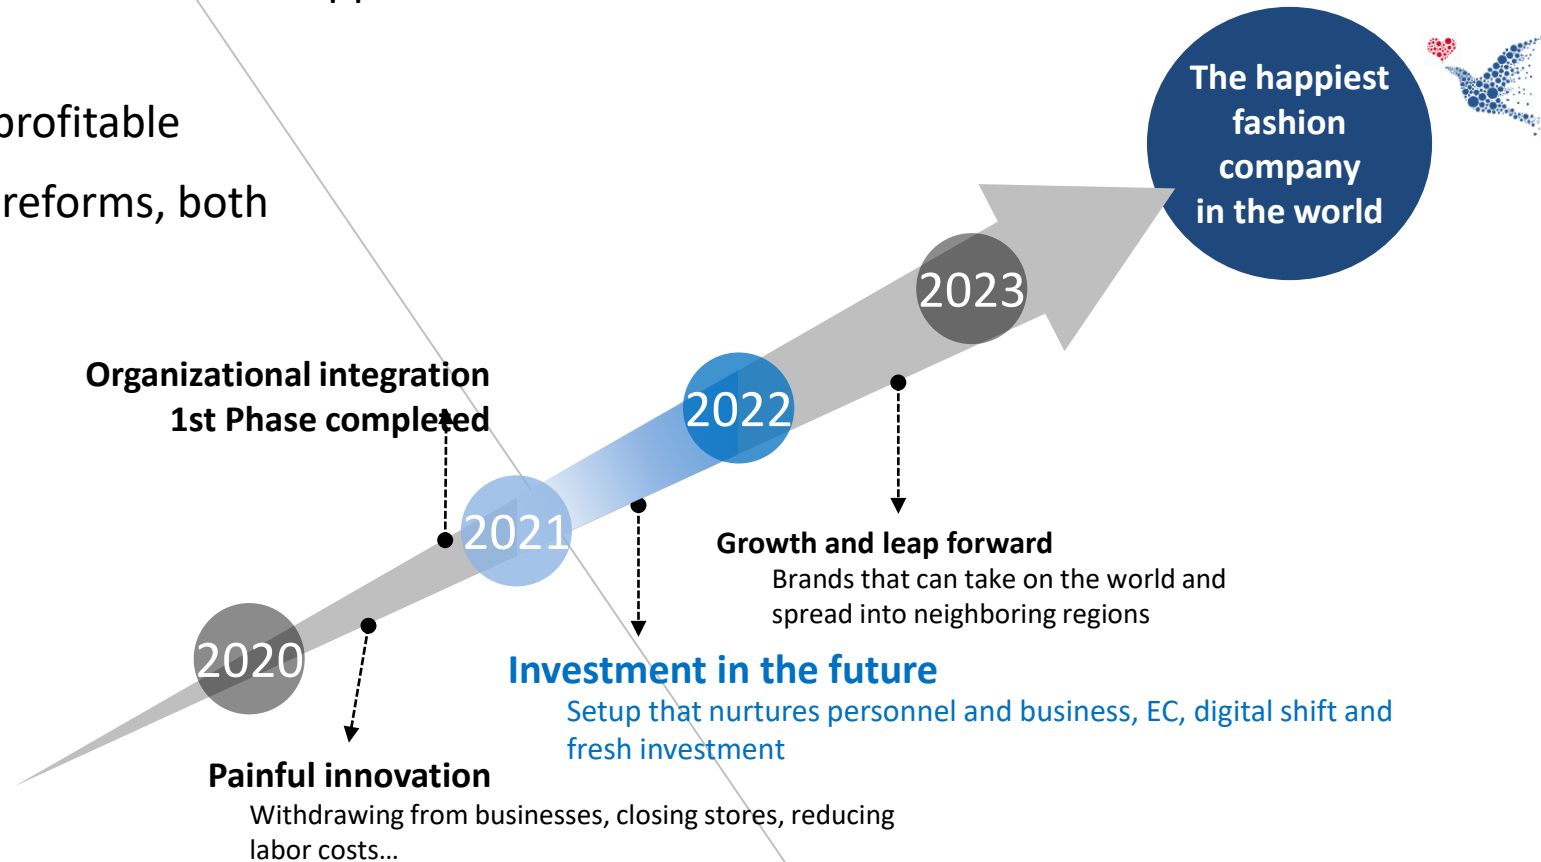 profitable
reforms, both
The happiest
fashion
company
in the world
2023
Organizational integration
1st Phase completed
2022
2021
Growth and leap forward
Brands that can take on the world and
spread into neighboring regions
2020
Investment in the future
Setup that nurtures personnel and business, EC, digital shift and
fresh investment
Painful innovation
Withdrawing from businesses, closing stores, reducing
labor costs…